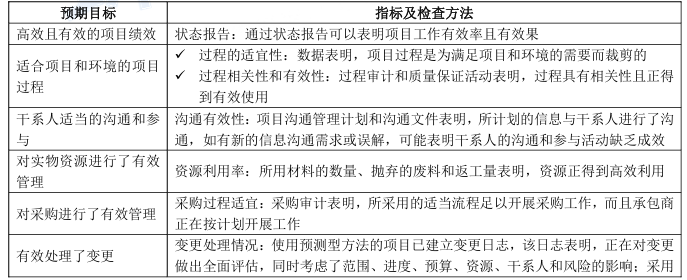 预期目标 指标及检查方法
高效且有效的项目绩效 状态报告：通过状态报告可以表明项目工作有效率且有效果
适合项目和环境的项目过程
✓ 过程的适宜性：数据表明，项目过程是为满足项目和环境的需要而裁剪的
✓ 过程相关性和有效性：过程审计和质量保证活动表明，过程具有相关性且正得
到有效使用
干系人适当的沟通和参与
沟通有效性：项目沟通管理计划和沟通文件表明，所计划的信息与干系人进行了沟
通，如有新的信息沟通需求或误解，可能表明干系人的沟通和参与活动缺乏成效
对实物资源进行了有效管理
资源利用率：所用材料的数量、抛弃的废料和返工量表明，资源正得到高效利用
对采购进行了有效管理
采购过程适宜：采购审计表明，所采用的适当流程足以开展采购工作，而且承包商
正在按计划开展工作
有效处理了变更
变更处理情况：使用预测型方法的项目已建立变更日志，该日志表明，正在对变更
做出全面评估，同时考虑了范围、进度、预算、资源、干系人和风险的影响；采用